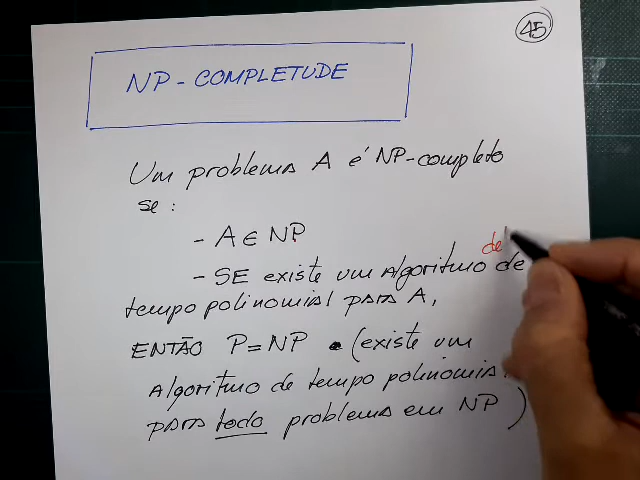 45
NP-COMPLETUDE
Um problema A é NP-completo
se:
- A ∈ NP
de
- SE existe um algoritmo de
tempo polinomial para A,
ENTÃO P=NP (existe um
algoritmo de tempo polinomial
para todo problema em NP)